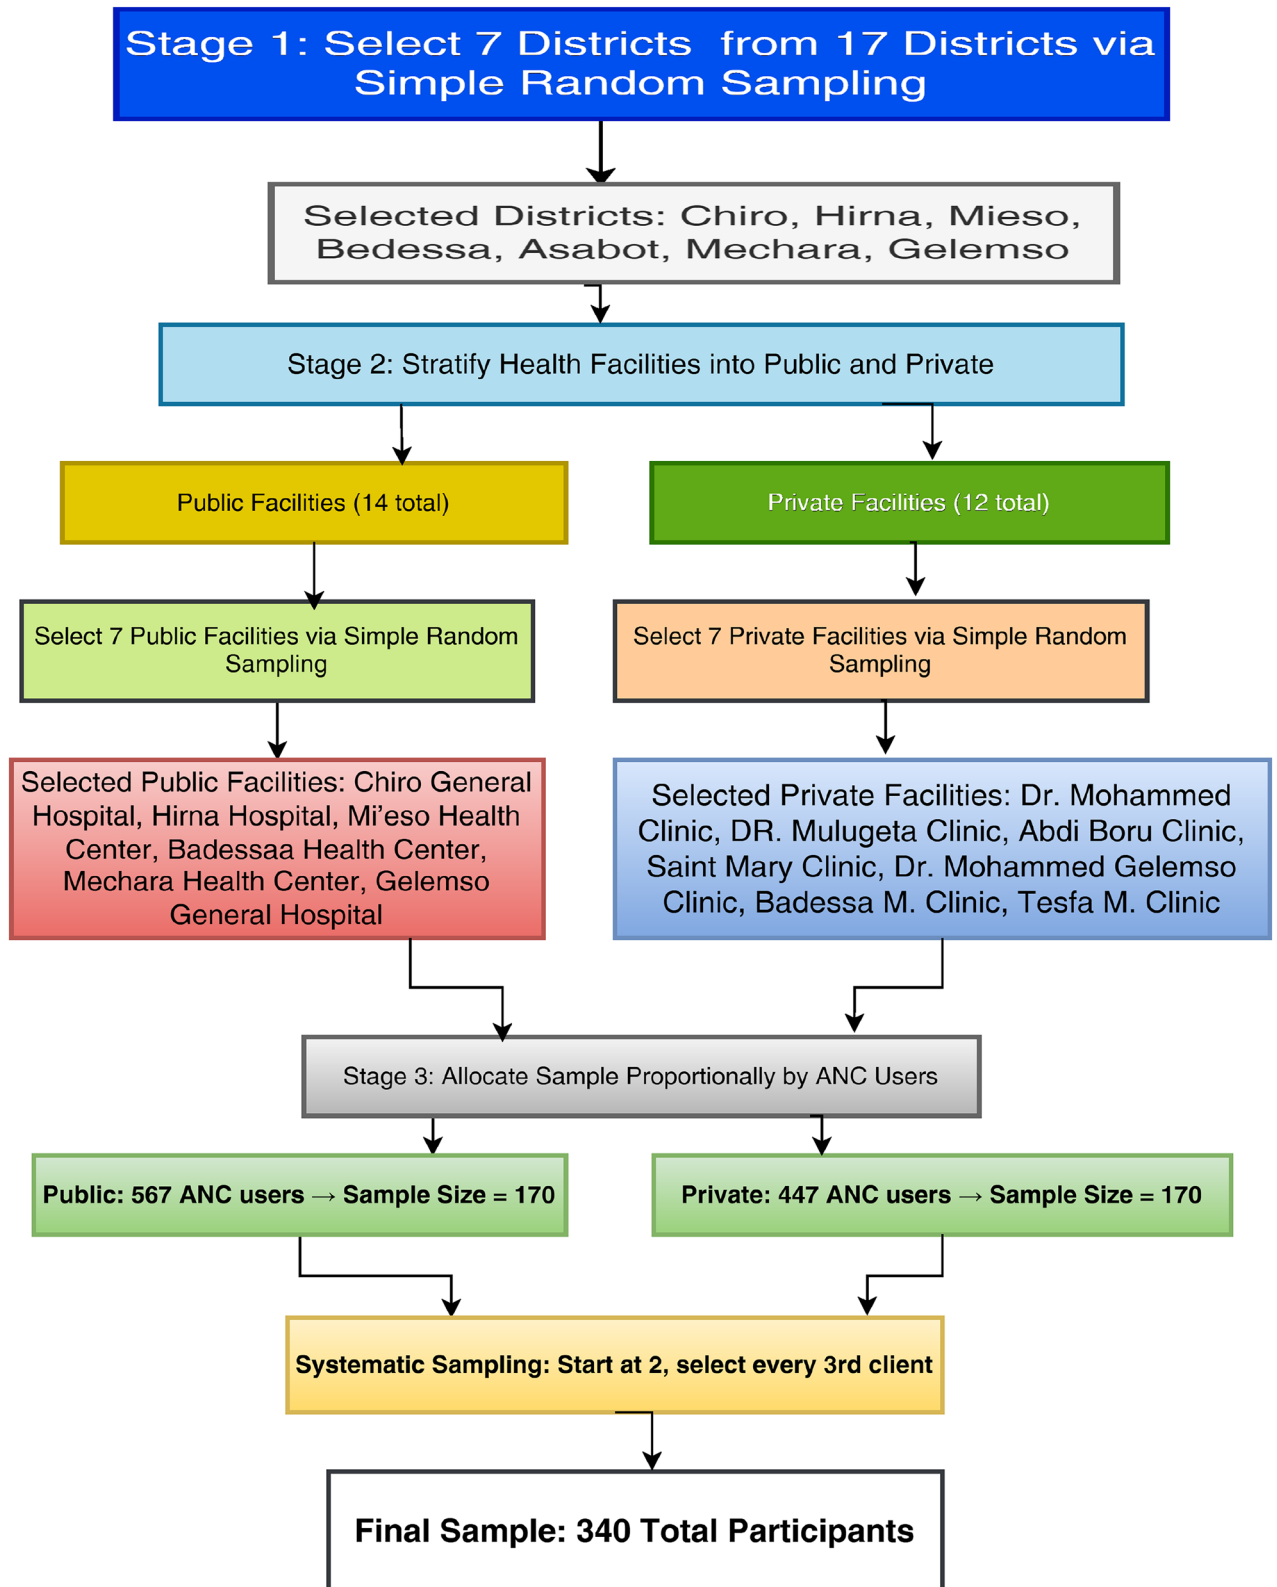 Stage 1: Select 7 Districts from 17 Districts via
Simple Random Sampling
Selected Districts: Chiro, Hirna, Mieso,
Bedessa, Asabot, Mechara, Gelemso
Stage 2: Stratify Health Facilities into Public and Private
Public Facilities (14 total)
Private Facilities (12 total)
Select 7 Public Facilities via Simple Random
Sampling
Select 7 Private Facilities via Simple Random
Sampling
Selected Public Facilities: Chiro General
Hospital, Hirna Hospital, Mi’eso Health
Center, Badessaa Health Center,
Mechara Health Center, Gelemso
General Hospital
Selected Private Facilities: Dr. Mohammed
Clinic, DR. Mulugeta Clinic, Abdi Boru Clinic,
Saint Mary Clinic, Dr. Mohammed Gelemso
Clinic, Badessa M. Clinic, Tesfa M. Clinic
Stage 3: Allocate Sample Proportionally by ANC Users
Public: 567 ANC users → Sample Size = 170
Private: 447 ANC users → Sample Size = 170
Systematic Sampling: Start at 2, select every 3rd client
Final Sample: 340 Total Participants